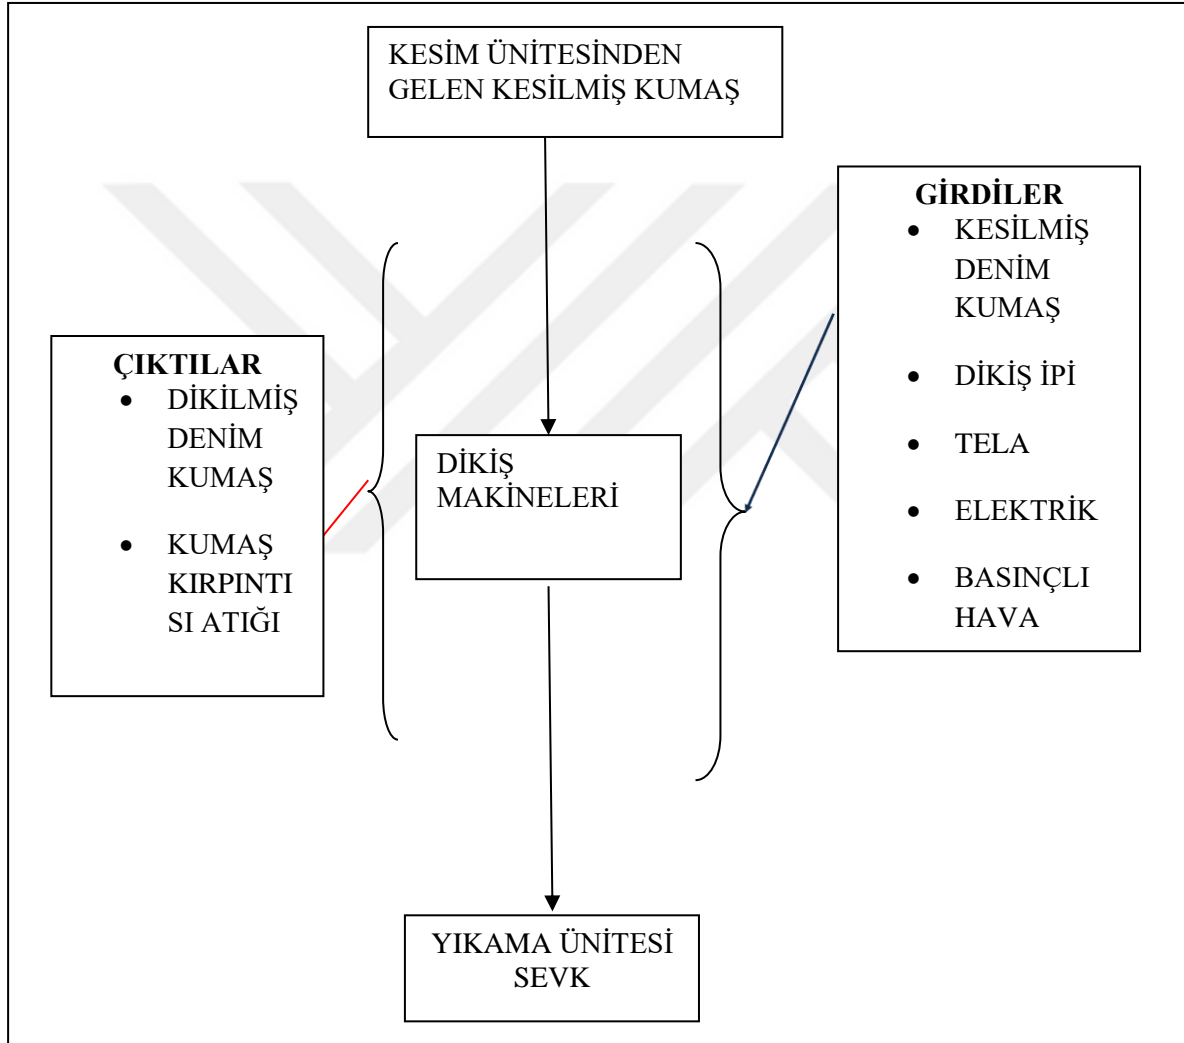 KESİM ÜNİTESİNDEN
GELEN KESİLMİŞ KUMAŞ
GİRDİLER
• KESİLMİŞ
DENİM
KUMAŞ
• DİKİŞ İPİ
• TELA
• ELEKTRİK
• BASINÇLI
HAVA
ÇIKTILAR
• DİKİLMİŞ
DENİM
KUMAŞ
• KUMAŞ
KIRPINTI
SI ATIĞI
DİKİŞ
MAKİNELERİ
YIKAMA ÜNİTESİ
SEVK